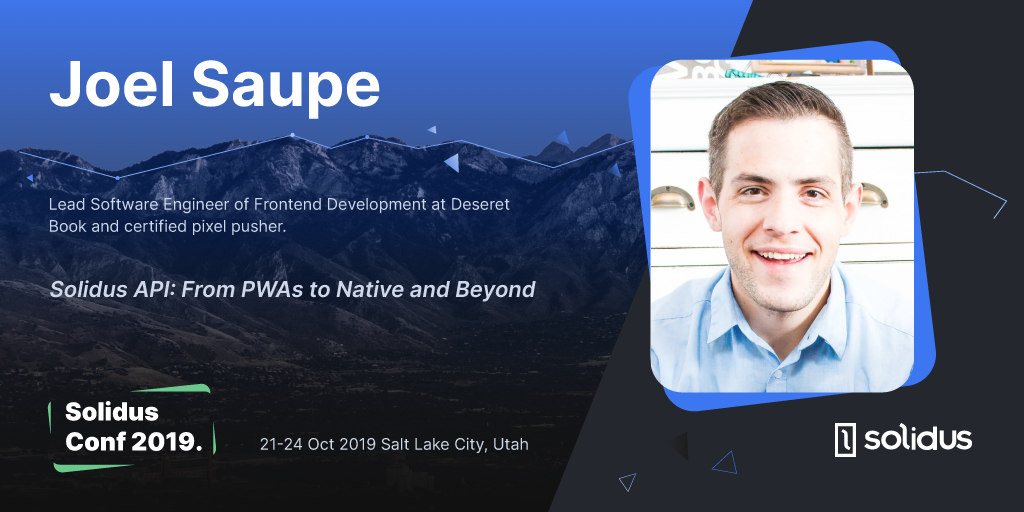 Joel Saupe
Lead Software Engineer of Frontend Development at Deseret
Book and certified pixel pusher.
Solidus API: From PWAs to Native and Beyond
Solidus
Conf 2019.
21-24 Oct 2019 Salt Lake City, Utah
solidus